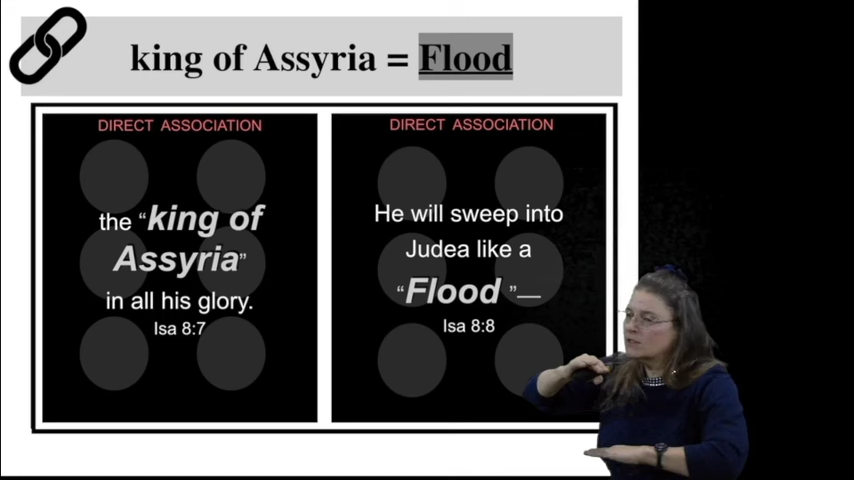 king of Assyria = Flood
DIRECT ASSOCIATION
the “king of
Assyria”
in all his glory.
Isa 8:7
DIRECT ASSOCIATION
He will sweep into
Judea like a
“Flood ”—
Isa 8:8